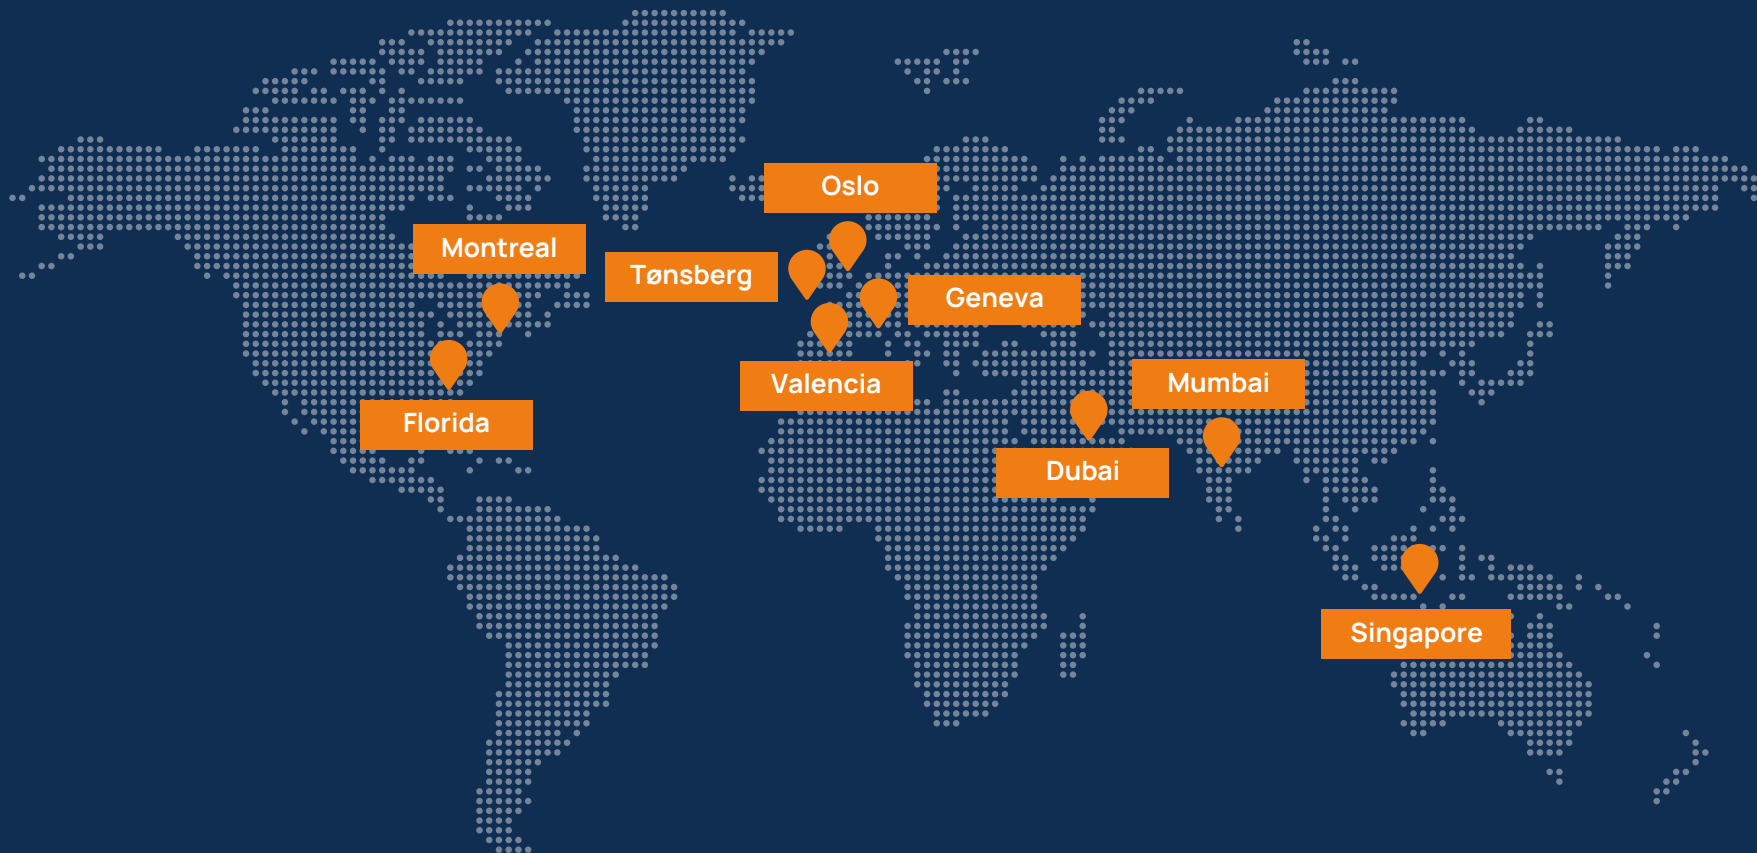 Oslo
Montreal
Tønsberg
Geneva
Valencia
Mumbai
Florida
Dubai
Singapore